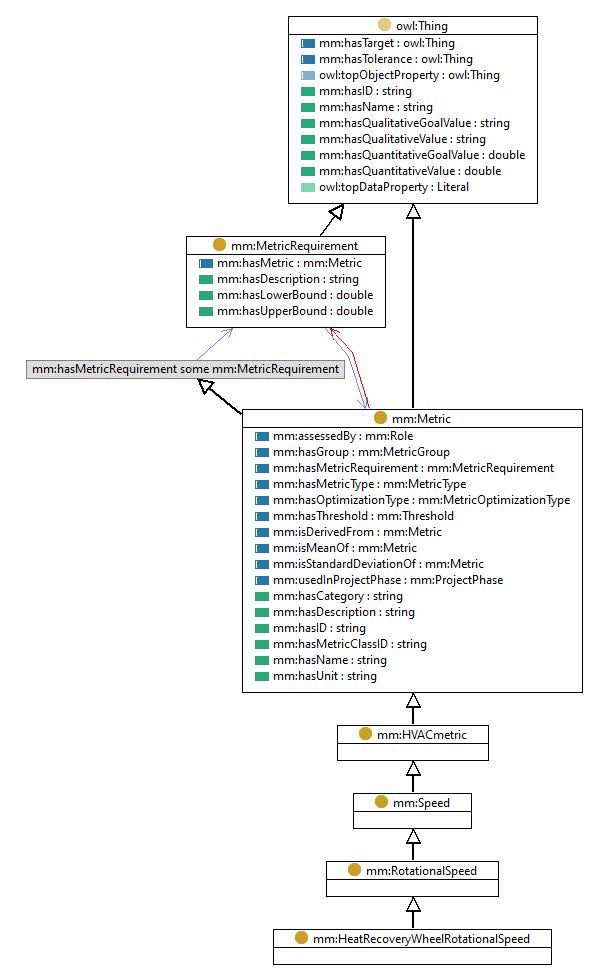 owl:Thing
mm:hasTarget : owl:Thing
mm:hasTolerance : owl:Thing
owl:topObjectProperty : owl:Thing
mm:hasID : string
mm:hasName : string
mm:hasQualitativeGoalValue : string
mm:hasQualitativeValue : string
mm:hasQuantitativeGoalValue : double
mm:hasQuantitativeValue : double
owl:topDataProperty : Literal
mm:MetricRequirement
mm:hasMetric : mm:Metric
mm:hasDescription : string
mm:hasLowerBound : double
mm:hasUpperBound : double
mm:hasMetricRequirement some mm:MetricRequirement
mm:Metric
mm:assessedBy : mm:Role
mm:hasGroup : mm:MetricGroup
mm:hasMetricRequirement : mm:MetricRequirement
mm:hasMetricType : mm:MetricType
mm:hasOptimizationType : mm:MetricOptimizationType
mm:hasThreshold : mm:Threshold
mm:isDerivedFrom : mm:Metric
mm:isMeanOf : mm:Metric
mm:isStandardDeviationOf : mm:Metric
mm:usedInProjectPhase : mm:ProjectPhase
mm:hasCategory : string
mm:hasDescription : string
mm:hasID : string
mm:hasMetricClassID : string
mm:hasName : string
mm:hasUnit : string
mm:HVACmetric
mm:Speed
mm:RotationalSpeed
mm:HeatRecoveryWheelRotationalSpeed